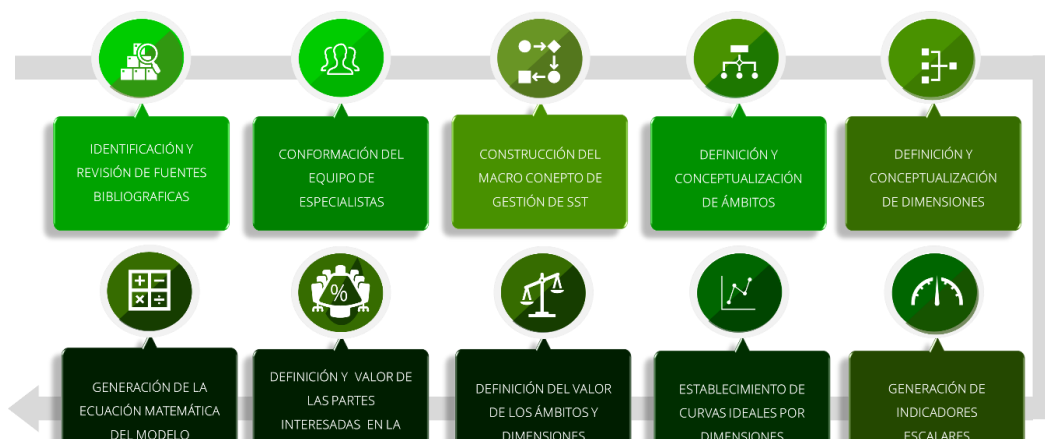 IDENTIFICACIÓN Y
REVISIÓN DE FUENTES
BIBLIOGRAFICAS
CONFORMACIÓN DEL
EQUIPO DE
ESPECIALISTAS
CONSTRUCCIÓN DEL
MACRO CONEPTO DE
GESTIÓN DE SST
DEFINICIÓN Y
CONCEPTUALIZACIÓN
DE ÁMBITOS
DEFINICIÓN Y
CONCEPTUALIZACIÓN
DE DIMENSIONES
GENERACIÓN DE LA
ECUACIÓN MATEMÁTICA
DEL MODELO
%
DEFINICIÓN Y VALOR DE
LAS PARTES
INTERESADAS EN LA
DEFINICIÓN DEL VALOR
DE LOS ÁMBITOS Y
DIMENSIONES
ESTABLECIMIENTO DE
CURVAS IDEALES POR
DIMENSIONES
GENERACIÓN DE
INDICADORES
ESCALARES